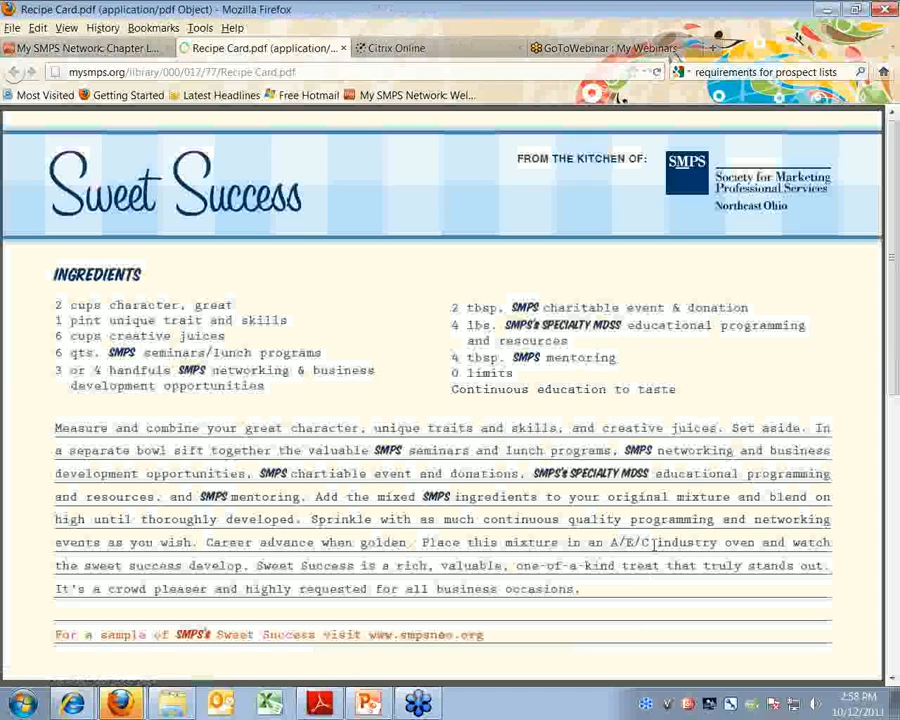 Recipe Card.pdf (application/pdf Object) - Mozilla Firefox
File Edit View History Bookmarks Tools Help
My SMPS Network: Chapter L... Recipe Card.pdf (application/... × Citrix Online × GoToWebinar : My Webinars
mysmps.org/library/000/017/77/Recipe Card.pdf requirements for prospect lists
Most Visited Getting Started Latest Headlines Free Hotmail My SMPS Network: Wel...
Sweet Success
FROM THE KITCHEN OF:
SMPS
Society for Marketing
Professional Services
Northeast Ohio
INGREDIENTS
2 cups character, great
1 pint unique trait and skills
6 cups creative juices
6 qts. SMPS seminars/lunch programs
3 or 4 handfuls SMPS networking & business
development opportunities
2 tbsp. SMPS charitable event & donation
4 lbs. SMPS's SPECIALTY MDSS educational programming
and resources
4 tbsp. SMPS mentoring
0 limits
Continuous education to taste
Measure and combine your great character, unique traits and skills, and creative juices. Set aside. In
a separate bowl sift together the valuable SMPS seminars and lunch programs, SMPS networking and business
development opportunities, SMPS chartiable event and donations, SMPS's SPECIALTY MDSS educational programming
and resources, and SMPS mentoring. Add the mixed SMPS ingredients to your original mixture and blend on
high until thoroughly developed. Sprinkle with as much continuous quality programming and networking
events as you wish. Career advance when golden. Place this mixture in an A/E/C industry oven and watch
the sweet success develop. Sweet Success is a rich, valuable, one-of-a-kind treat that truly stands out.
It's a crowd pleaser and highly requested for all business occasions.
For a sample of SMPS's Sweet Success visit www.smpsneo.org
2:58 PM